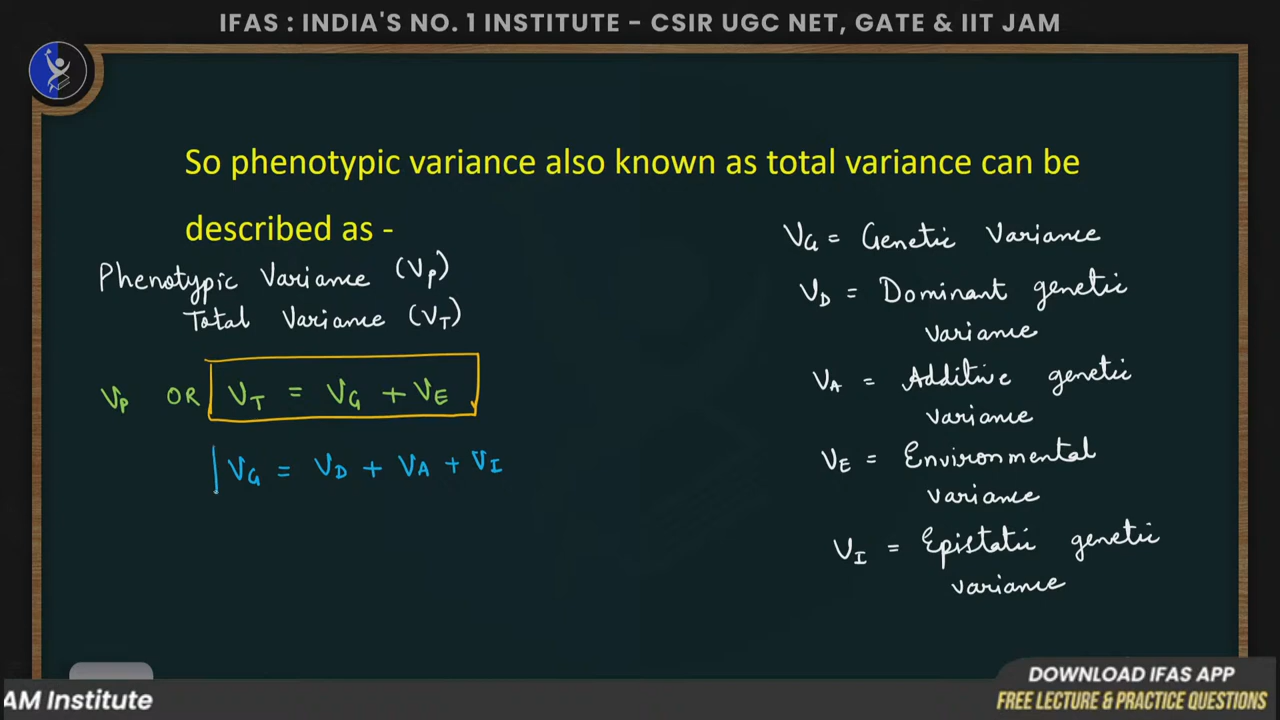 IFAS : INDIA'S NO. 1 INSTITUTE - CSIR UGC NET, GATE & IIT JAM
So phenotypic variance also known as total variance can be
described as -
Phenotypic Variance (VP)
Total Variance (VT)
VP OR VT = VG + VE
VG = VD + VA + VI
VG = Genetic Variance
VD = Dominant genetic
variance
VA = Additive genetic
variance
VE = Environmental
variance
VI = Epistatic genetic
variance
AM Institute
DOWNLOAD IFAS APP
FREE LECTURE & PRACTICE QUESTIONS